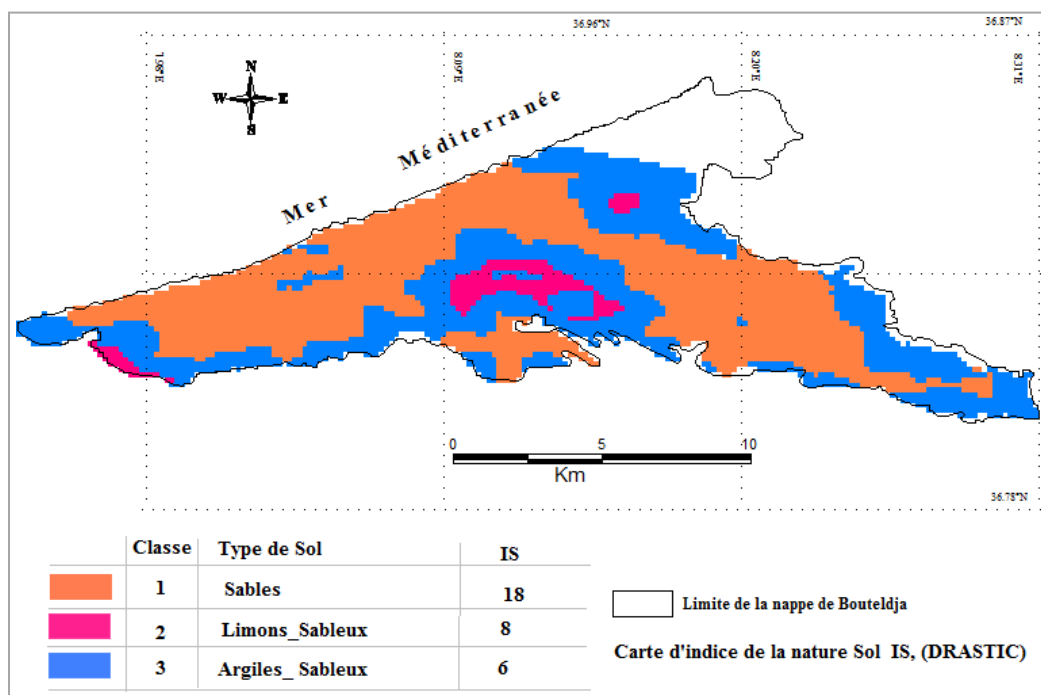 36.96°N
36.87°N
7.98°E
8.09°E
8.20°E
8.31°E
N
W E
S
Mer Méditerranée
0 5 10
Km
36.78°N
Classe Type de Sol IS
1 Sables 18
2 Limons_Sableux 8
3 Argiles_ Sableux 6
Limite de la nappe de Bouteldja
Carte d'indice de la nature Sol IS, (DRASTIC)